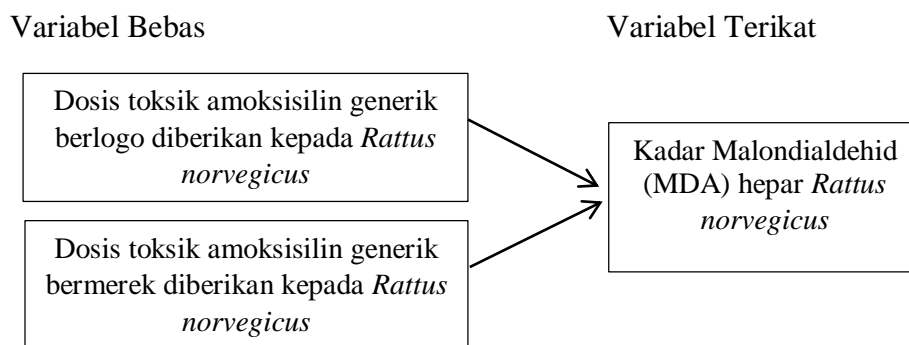 Variabel Bebas
Variabel Terikat
Dosis toksik amoksisilin generik
berlogo diberikan kepada Rattus
norvegicus
Dosis toksik amoksisilin generik
bermerek diberikan kepada Rattus
norvegicus
Kadar Malondialdehid
(MDA) hepar Rattus
norvegicus